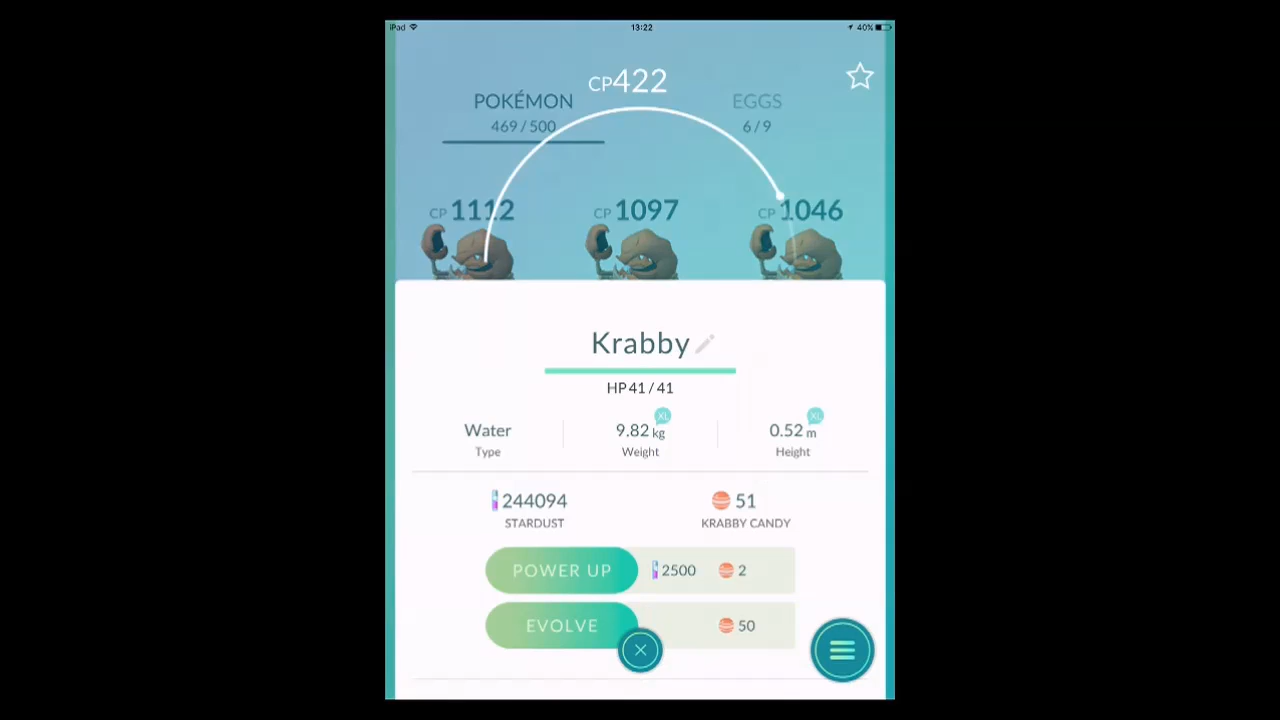 iPad 13:22 40%
CP422
POKÉMON EGGS
469 / 500 6 / 9
CP 1112 CP 1097 CP 1046
Krabby
HP 41 / 41
XL XL
Water 9.82 kg 0.52 m
Type Weight Height
244094 51
STARDUST KRABBY CANDY
POWER UP 2500 2
EVOLVE 50